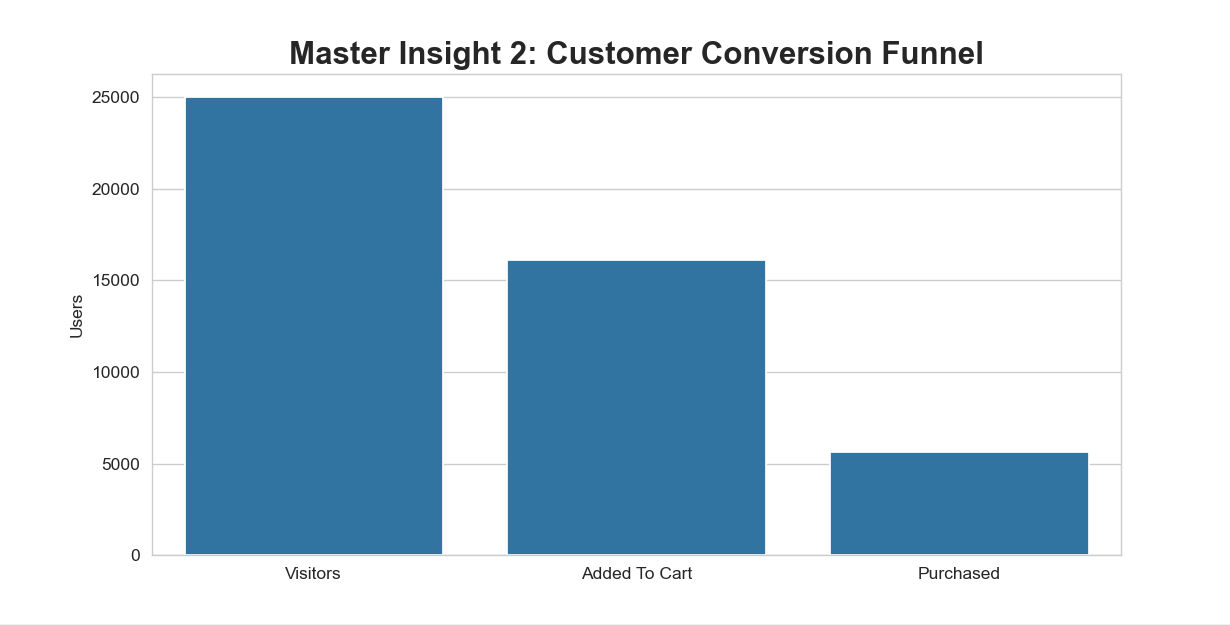 Master Insight 2: Customer Conversion Funnel
25000
20000
15000
10000
5000
0
Users
Visitors
Added To Cart
Purchased